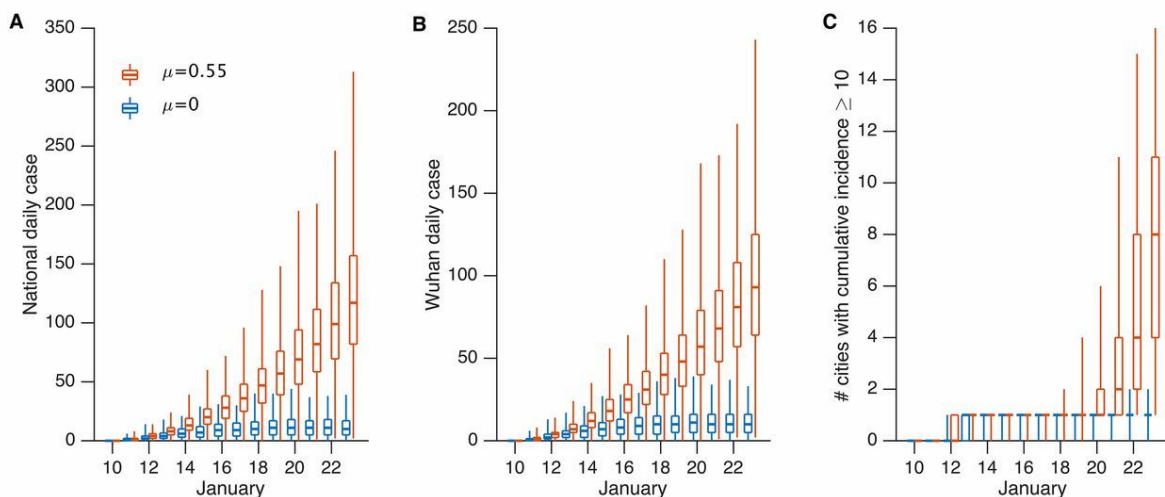 A
National daily case
350
300
250
200
150
100
50
0
μ=0.55
μ=0
10 12 14 16 18 20 22
January
B
Wuhan daily case
250
200
150
100
50
0
10 12 14 16 18 20 22
January
C
# cities with cumulative incidence ≥ 10
16
14
12
10
8
6
4
2
0
10 12 14 16 18 20 22
January